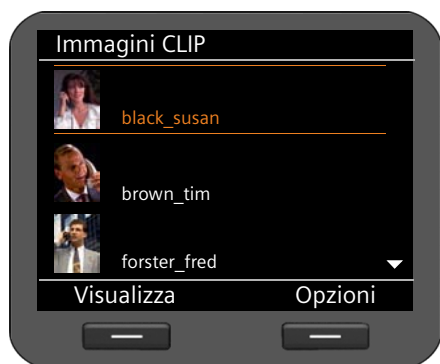 Immagini CLIP
black_susan
brown_tim
forster_fred
Visualizza Opzioni